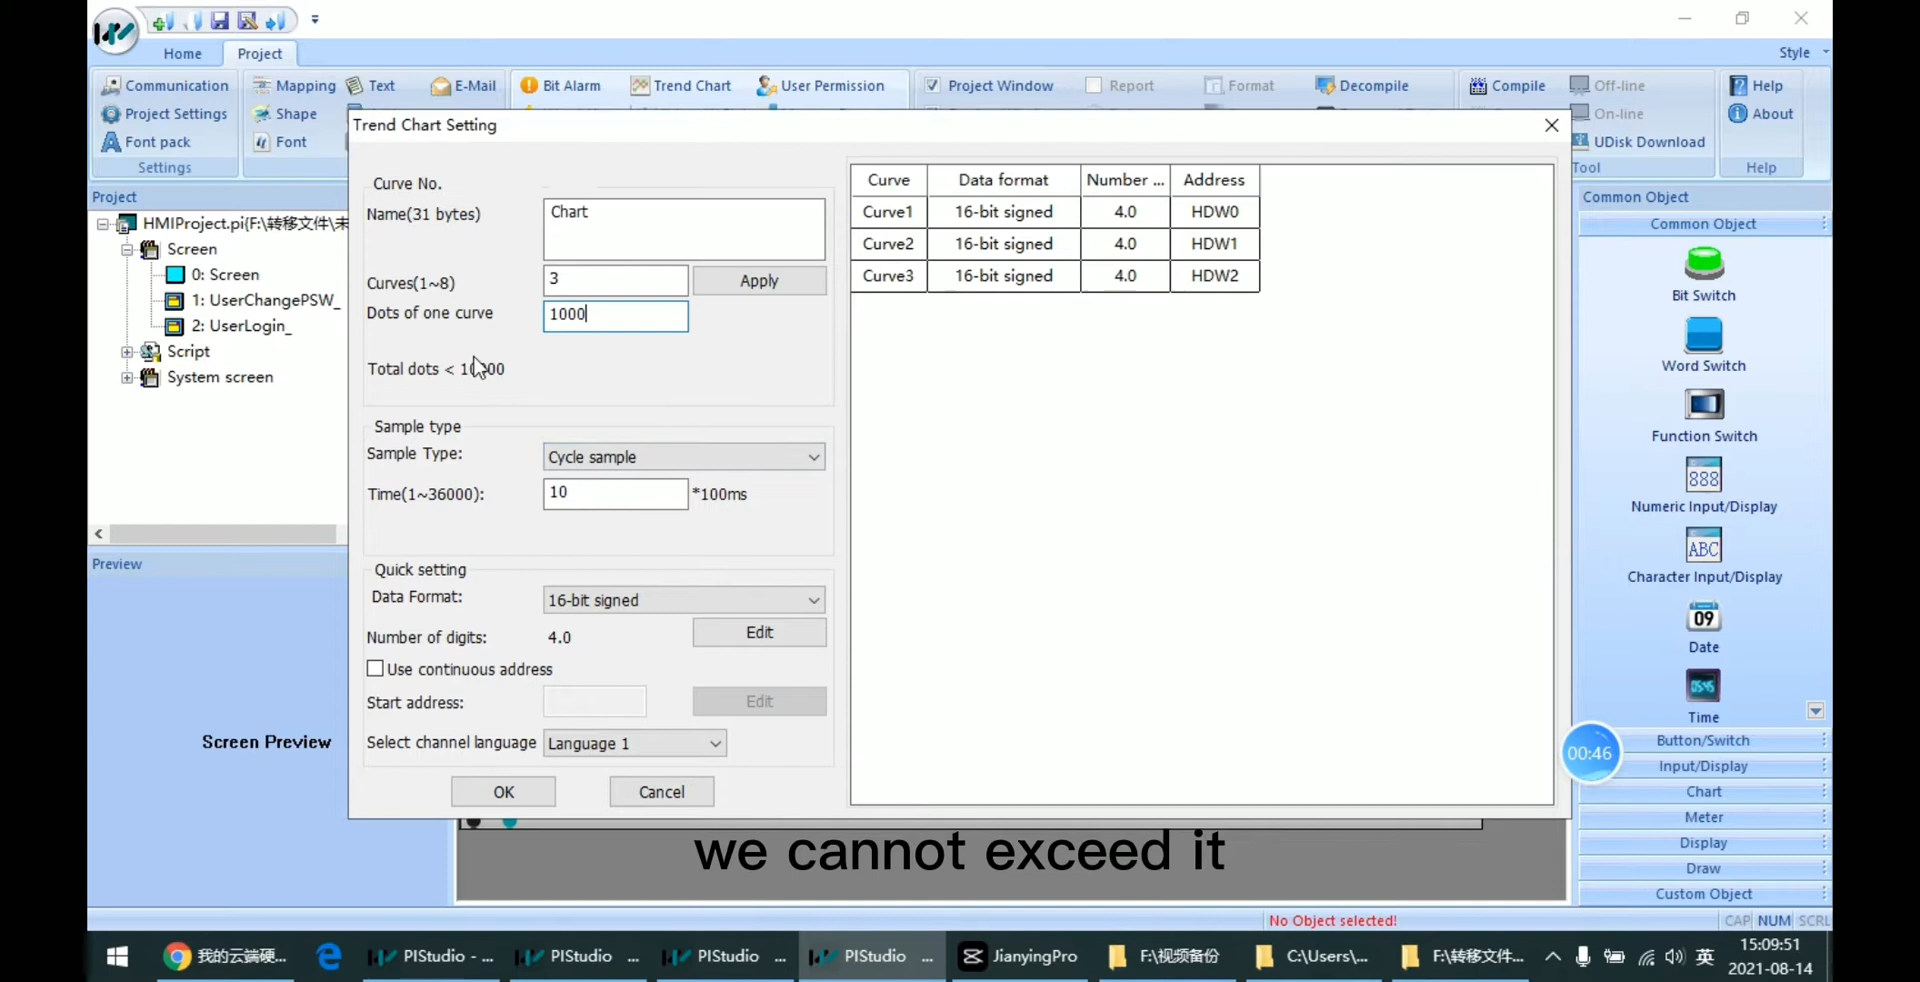 Home
Project
Style
Communication
Mapping
Text
E-Mail
Bit Alarm
Trend Chart
User Permission
Project Window
Report
Format
Decompile
Compile
Off-line
Help
Project Settings
Shape
On-line
About
Font pack
Font
UDisk Download
Settings
Tool
Help
Trend Chart Setting
Project
HMIProject.pi{F:\转移文件\未
Screen
0: Screen
1: UserChangePSW_
2: UserLogin_
Script
System screen
Preview
Screen Preview
Curve No.
Name(31 bytes)
Chart
Curves(1~8)
3
Apply
Dots of one curve
1000
Total dots <
Sample type
Sample Type:
Cycle sample
Time(1~36000):
10
*100ms
Quick setting
Data Format:
16-bit signed
Number of digits:
4.0
Edit
Use continuous address
Start address:
Edit
Select channel language
Language 1
OK
Cancel
Curve Data format Number ... Address
Curve1 16-bit signed 4.0 HDW0
Curve2 16-bit signed 4.0 HDW1
Curve3 16-bit signed 4.0 HDW2
Common Object
Common Object
Bit Switch
Word Switch
Function Switch
888
Numeric Input/Display
ABC
Character Input/Display
09
Date
05:45
Time
00:46
Button/Switch
Input/Display
Chart
Meter
Display
Draw
Custom Object
we cannot exceed it
No Object selected!
CAP NUM SCRL
我的云端硬...
PIStudio - ...
PIStudio ...
PIStudio ...
PIStudio ...
JianyingPro
F:\视频备份
C:\Users\...
F:\转移文件...
英
15:09:51
2021-08-14